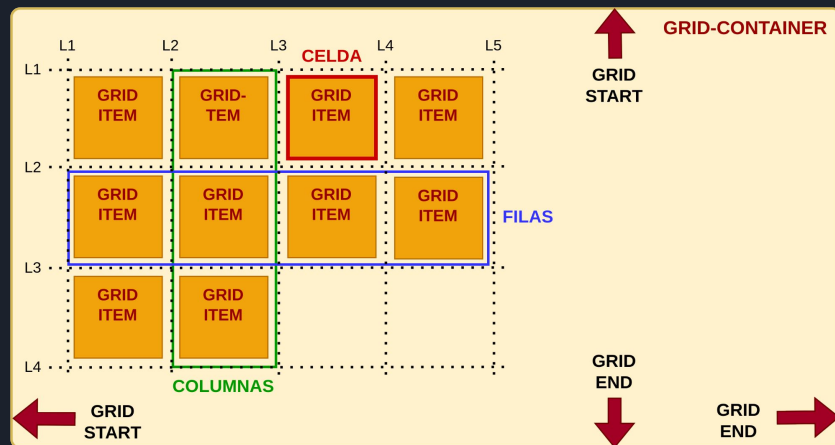 GRID-CONTAINER
L1 L2 L3 L4 L5
CELDA
L1
GRID
START
GRID
ITEM
GRID-
TEM
GRID
ITEM
GRID
ITEM
L2
GRID
ITEM
GRID
ITEM
GRID
ITEM
GRID
ITEM
FILAS
L3
GRID
ITEM
GRID
ITEM
L4
GRID
END
COLUMNAS
GRID
START
GRID
END